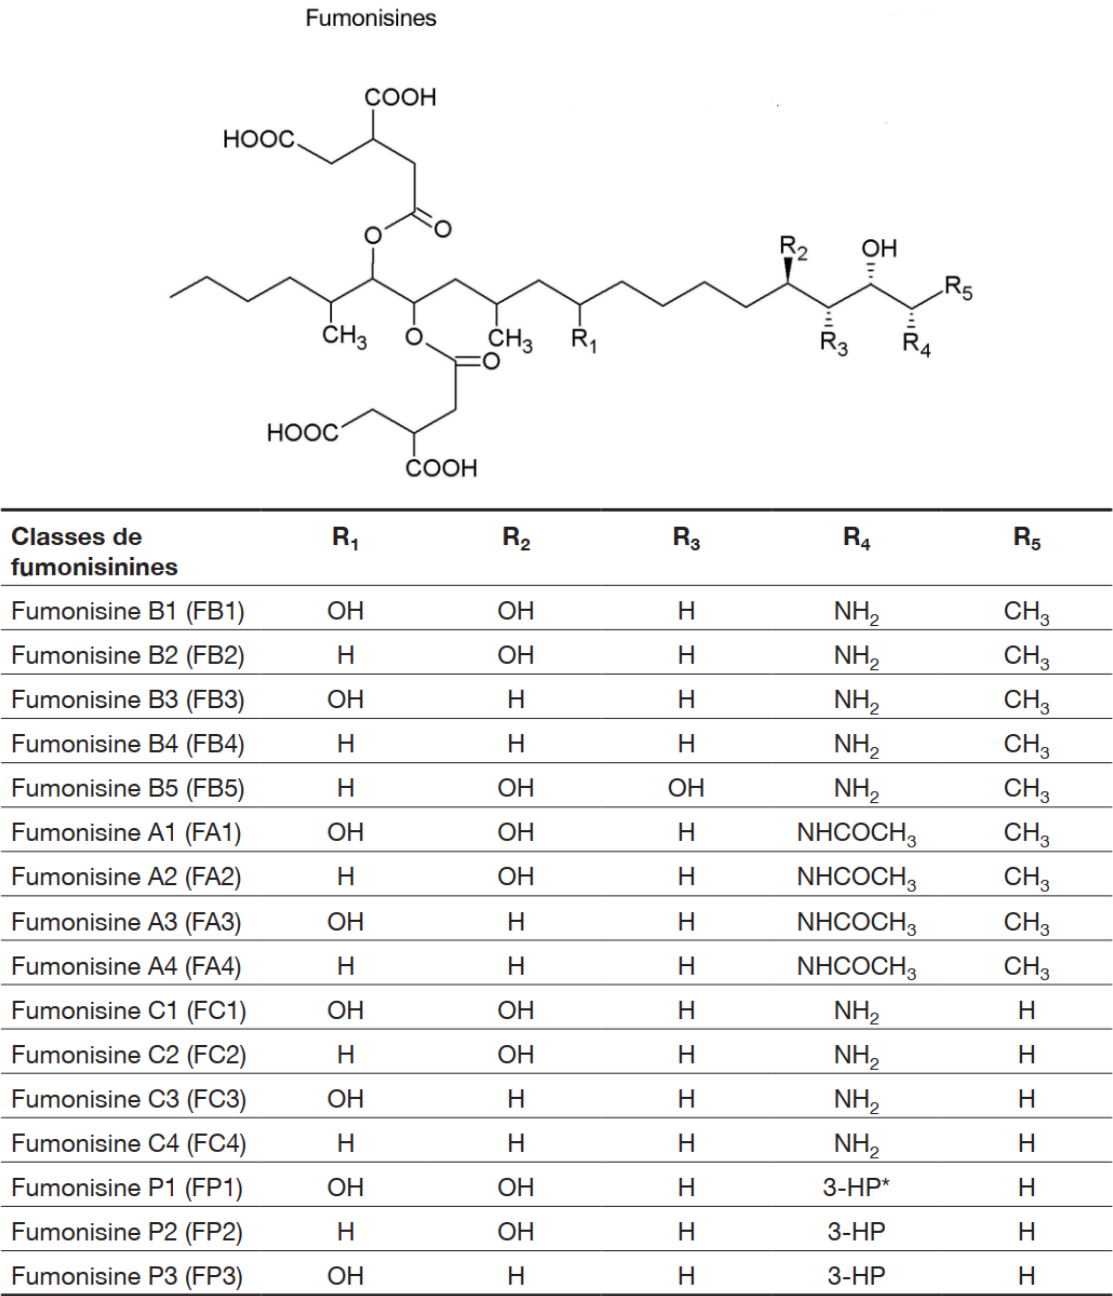 Fumonisines
COOH
HOOC
O
O
R₂ OH
R₅
CH₃ O CH₃ R₁ R₃ R₄
O
HOOC
COOH
Classes de fumonisinines R₁ R₂ R₃ R₄ R₅
Fumonisine B1 (FB1) OH OH H NH₂ CH₃
Fumonisine B2 (FB2) H OH H NH₂ CH₃
Fumonisine B3 (FB3) OH H H NH₂ CH₃
Fumonisine B4 (FB4) H H H NH₂ CH₃
Fumonisine B5 (FB5) H OH OH NH₂ CH₃
Fumonisine A1 (FA1) OH OH H NHCOCH₃ CH₃
Fumonisine A2 (FA2) H OH H NHCOCH₃ CH₃
Fumonisine A3 (FA3) OH H H NHCOCH₃ CH₃
Fumonisine A4 (FA4) H H H NHCOCH₃ CH₃
Fumonisine C1 (FC1) OH OH H NH₂ H
Fumonisine C2 (FC2) H OH H NH₂ H
Fumonisine C3 (FC3) OH H H NH₂ H
Fumonisine C4 (FC4) H H H NH₂ H
Fumonisine P1 (FP1) OH OH H 3-HP* H
Fumonisine P2 (FP2) H OH H 3-HP H
Fumonisine P3 (FP3) OH H H 3-HP H